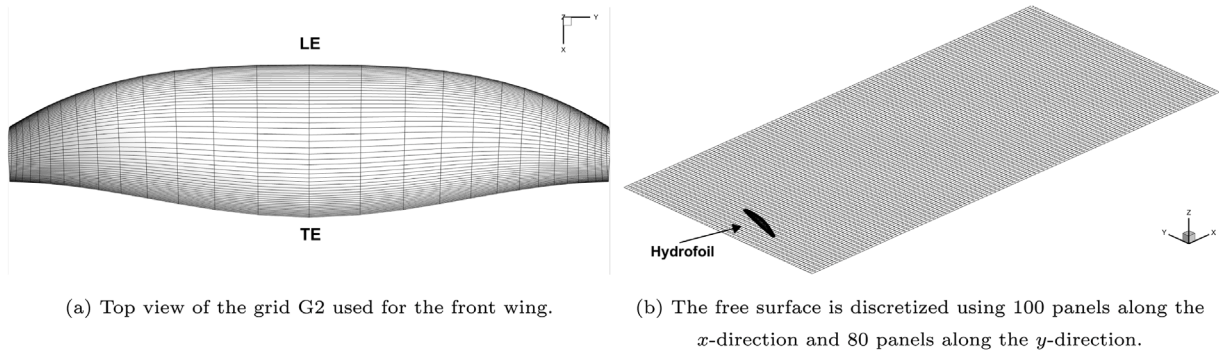 LE
Z
Y
X
TE
(a) Top view of the grid G2 used for the front wing.
Hydrofoil
Z
Y
X
(b) The free surface is discretized using 100 panels along the
x-direction and 80 panels along the y-direction.